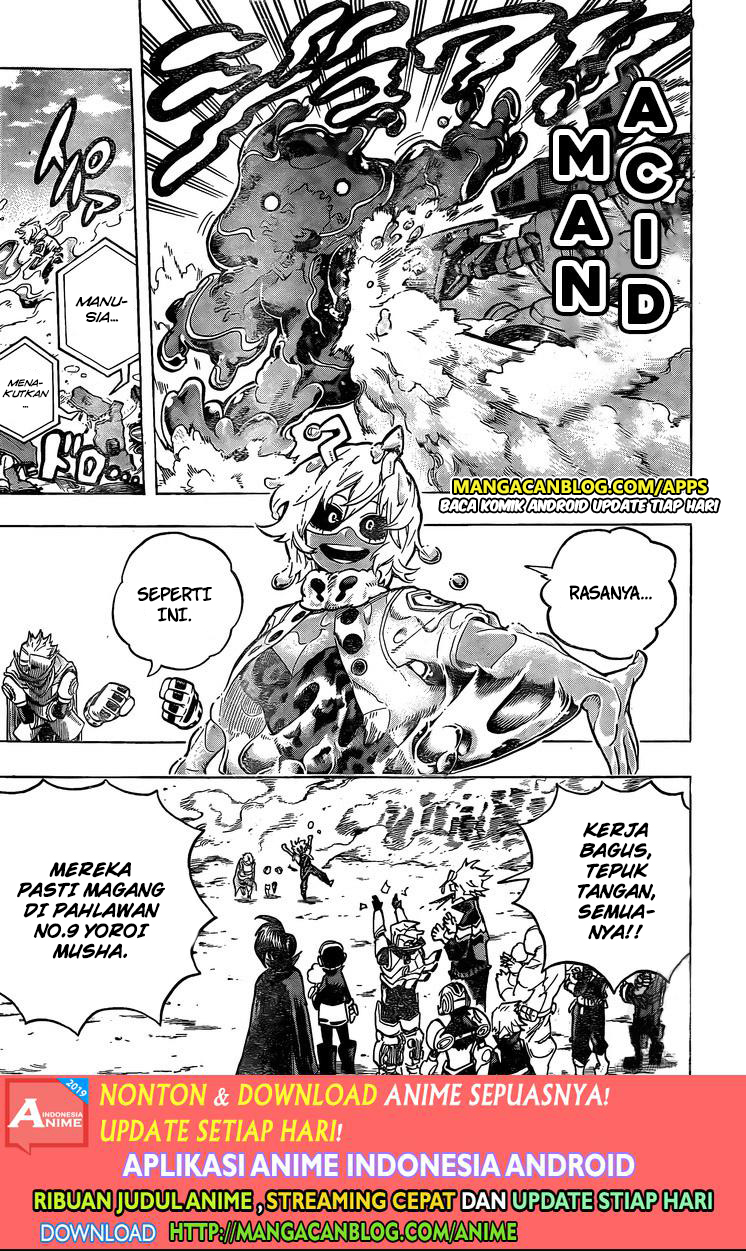 ACID
MAN
MANU-
SIA...
MENA-
KUTKAN
...
ドロ...
MANGACANBLOG.COM/APPS
BACA KOMIK ANDROID UPDATE TIAP HARI
RASANYA...
SEPERTI
INI.
KERJA
BAGUS,
TEPUK
TANGAN,
SEMUA-
NYA!!
MEREKA
PASTI MAGANG
DI PAHLAWAN
NO.9 YOROI
MUSHA.
2019
INDONESIA
ANIME
NONTON & DOWNLOAD ANIME SEPUASNYA!
UPDATE SETIAP HARI!
APLIKASI ANIME INDONESIA ANDROID
RIBUAN JUDUL ANIME , STREAMING CEPAT DAN UPDATE STIAP HARI
DOWNLOAD HTTP://MANGACANBLOG.COM/ANIME